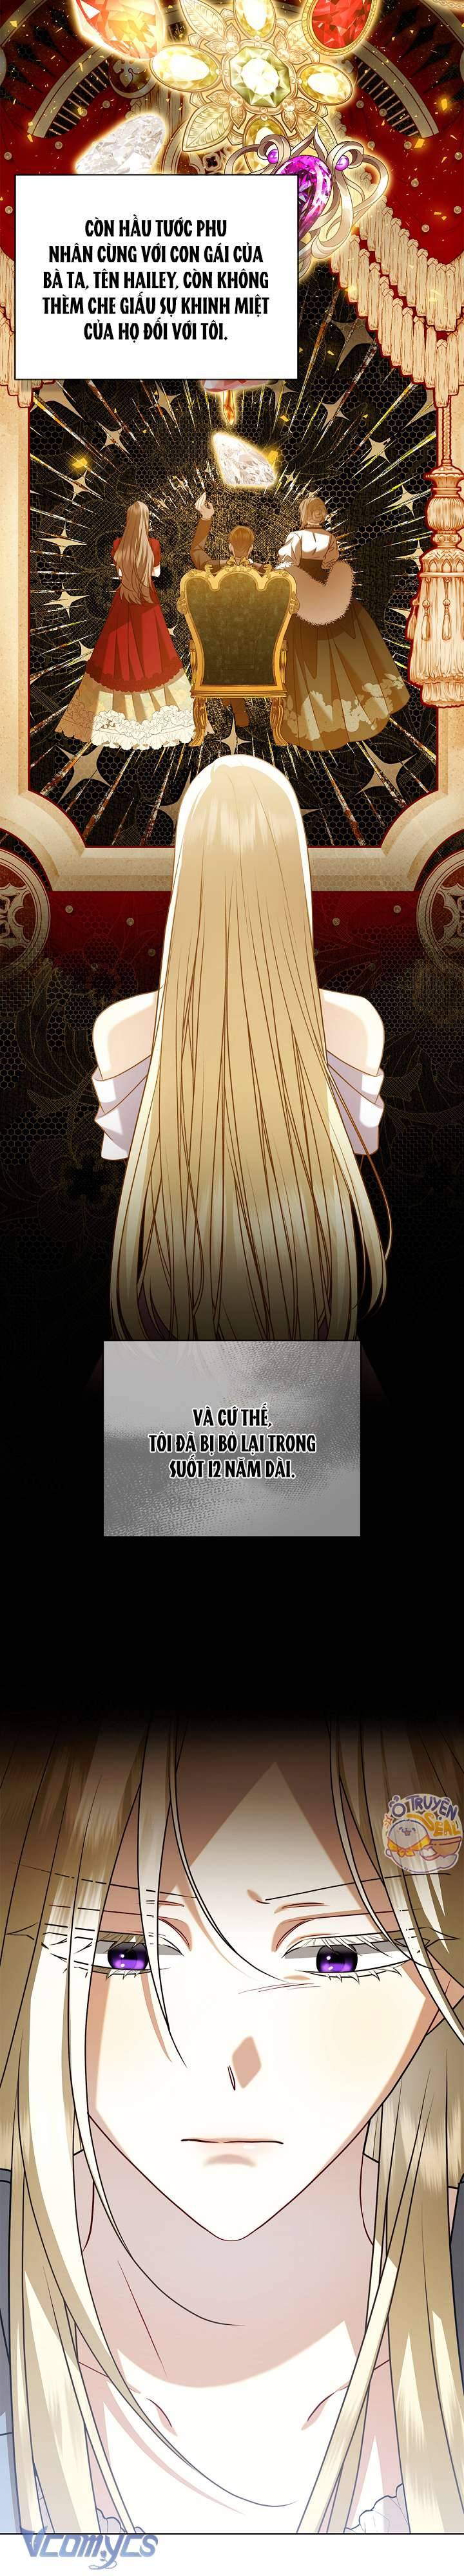 CÒN HẦU TƯỚC PHU
NHÂN CÙNG VỚI CON GÁI CỦA
BÀ TA, TÊN HAILEY, CÒN KHÔNG
THÈM CHE GIẤU SỰ KHINH MIỆT
CỦA HỌ ĐỐI VỚI TÔI.
VÀ CỨ THẾ,
TÔI ĐÃ BỊ BỎ LẠI TRONG
SUỐT 12 NĂM DÀI.
Ổ TRUYỆN
SEAL
Vcomycs